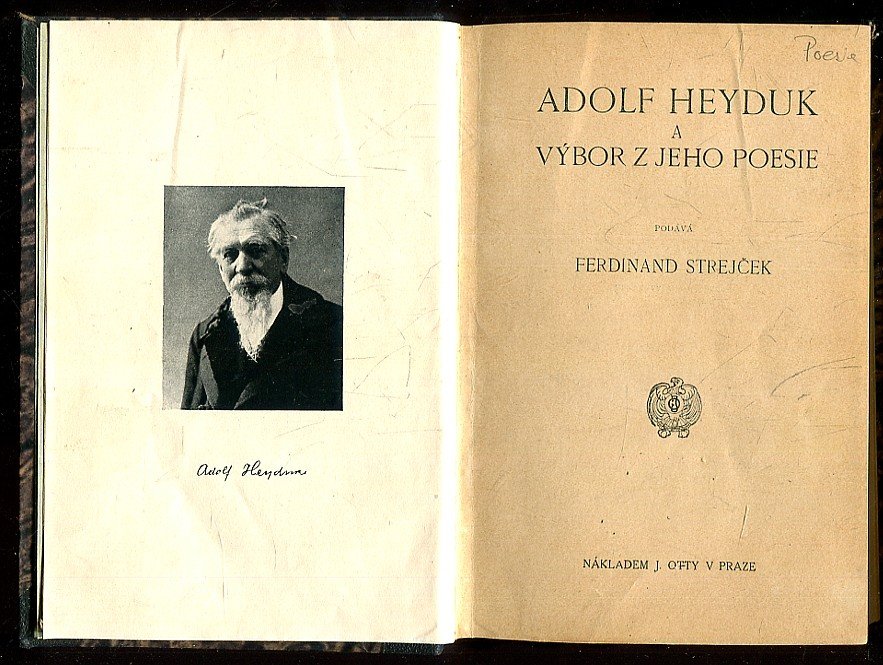 Adolf Heyduk
Poesie
ADOLF HEYDUK
A
VÝBOR Z JEHO POESIE
PODÁVÁ
FERDINAND STREJČEK
NÁKLADEM J. OTTY V PRAZE